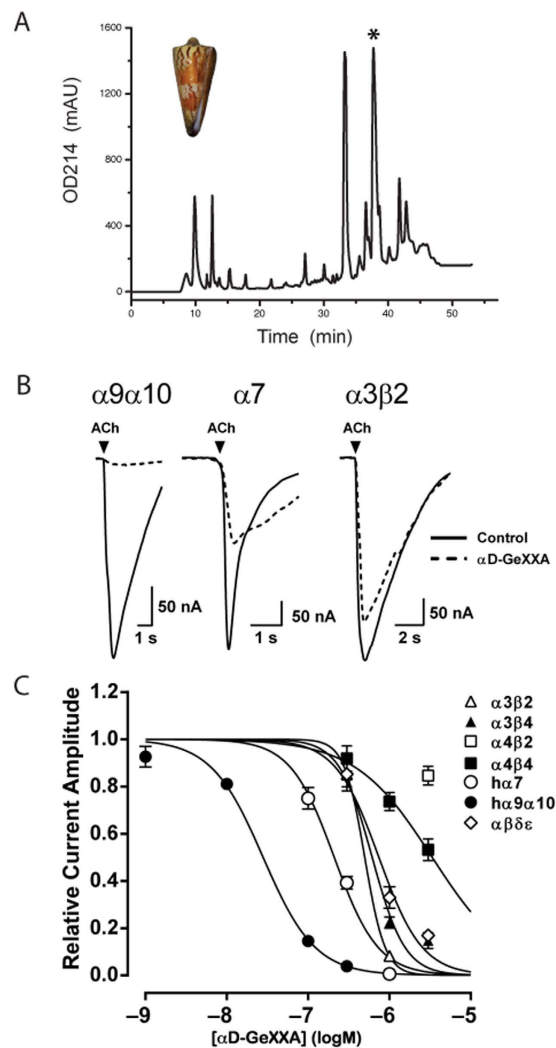 A
1600
*
1200
OD214 (mAU)
800
400
0
0 10 20 30 40 50
Time (min)
B
α9α10 α7 α3β2
ACh ACh ACh
Control
αD-GeXXA
50 nA 50 nA 50 nA
1 s 1 s 2 s
C
1.2
1.0
0.8
0.6
0.4
0.2
0.0
Relative Current Amplitude
α3β2
α3β4
α4β2
α4β4
hα7
hα9α10
αβδε
−9 −8 −7 −6 −5
[αD-GeXXA] (logM)